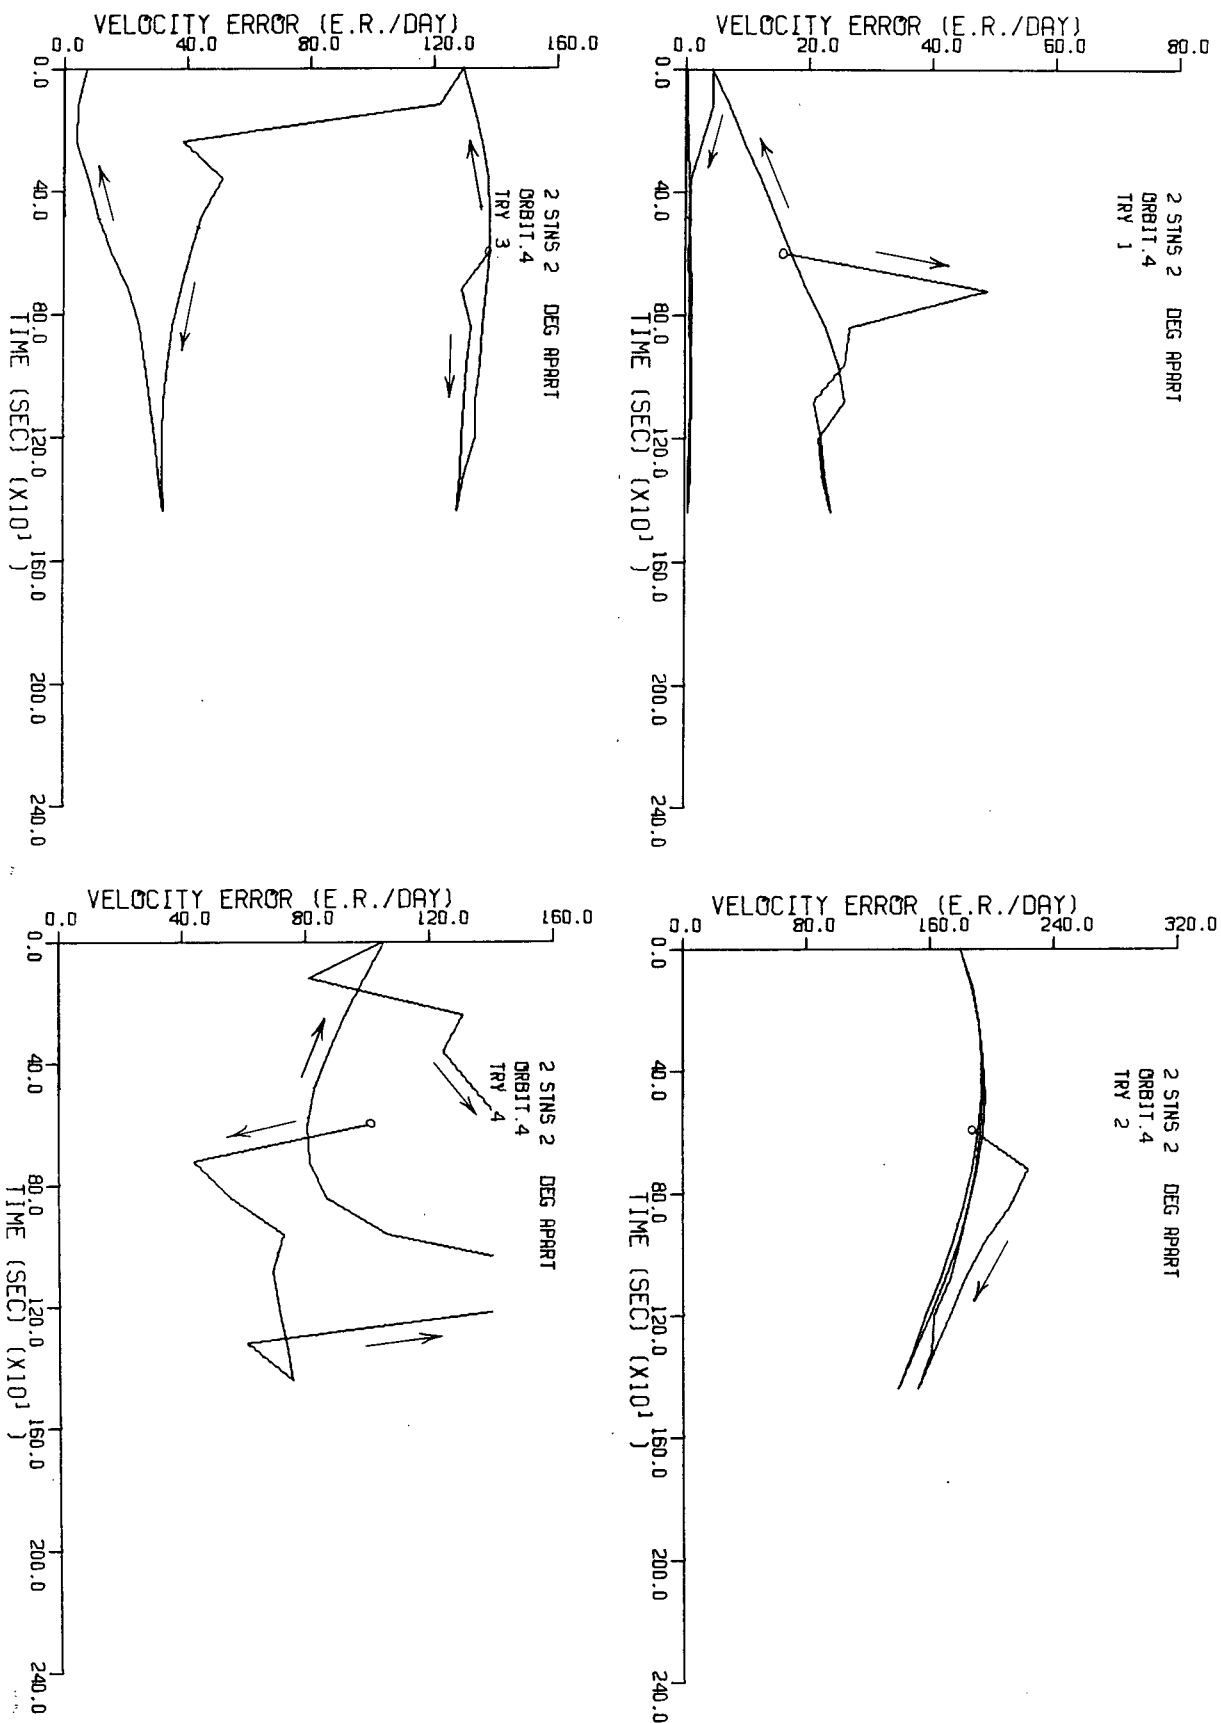 VELOCITY ERROR (E.R./DAY)
0.0 40.0 80.0 120.0 160.0
0.0 40.0 80.0 120.0 160.0 200.0 240.0
TIME (SEC) (X10¹ )
2 STNS 2 DEG APART
ORBIT.4
TRY 3
VELOCITY ERROR (E.R./DAY)
0.0 20.0 40.0 60.0 80.0
0.0 40.0 80.0 120.0 160.0 200.0 240.0
TIME (SEC) (X10¹ )
2 STNS 2 DEG APART
ORBIT.4
TRY 1
VELOCITY ERROR (E.R./DAY)
0.0 40.0 80.0 120.0 160.0
0.0 40.0 80.0 120.0 160.0 200.0 240.0
TIME (SEC) (X10¹ )
2 STNS 2 DEG APART
ORBIT.4
TRY 4
VELOCITY ERROR (E.R./DAY)
0.0 80.0 160.0 240.0 320.0
0.0 40.0 80.0 120.0 160.0 200.0 240.0
TIME (SEC) (X10¹ )
2 STNS 2 DEG APART
ORBIT.4
TRY 2